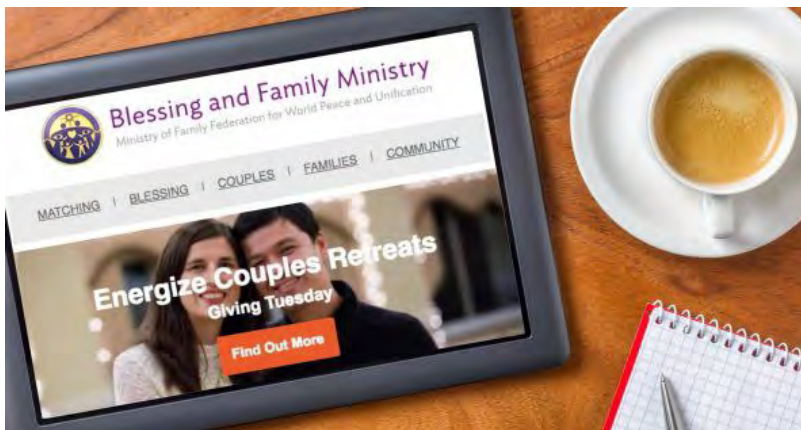 Blessing and Family Ministry
Ministry of Family Federation for World Peace and Unification
MATCHING | BLESSING | COUPLES | FAMILIES | COMMUNITY
Energize Couples Retreats
Giving Tuesday
Find Out More